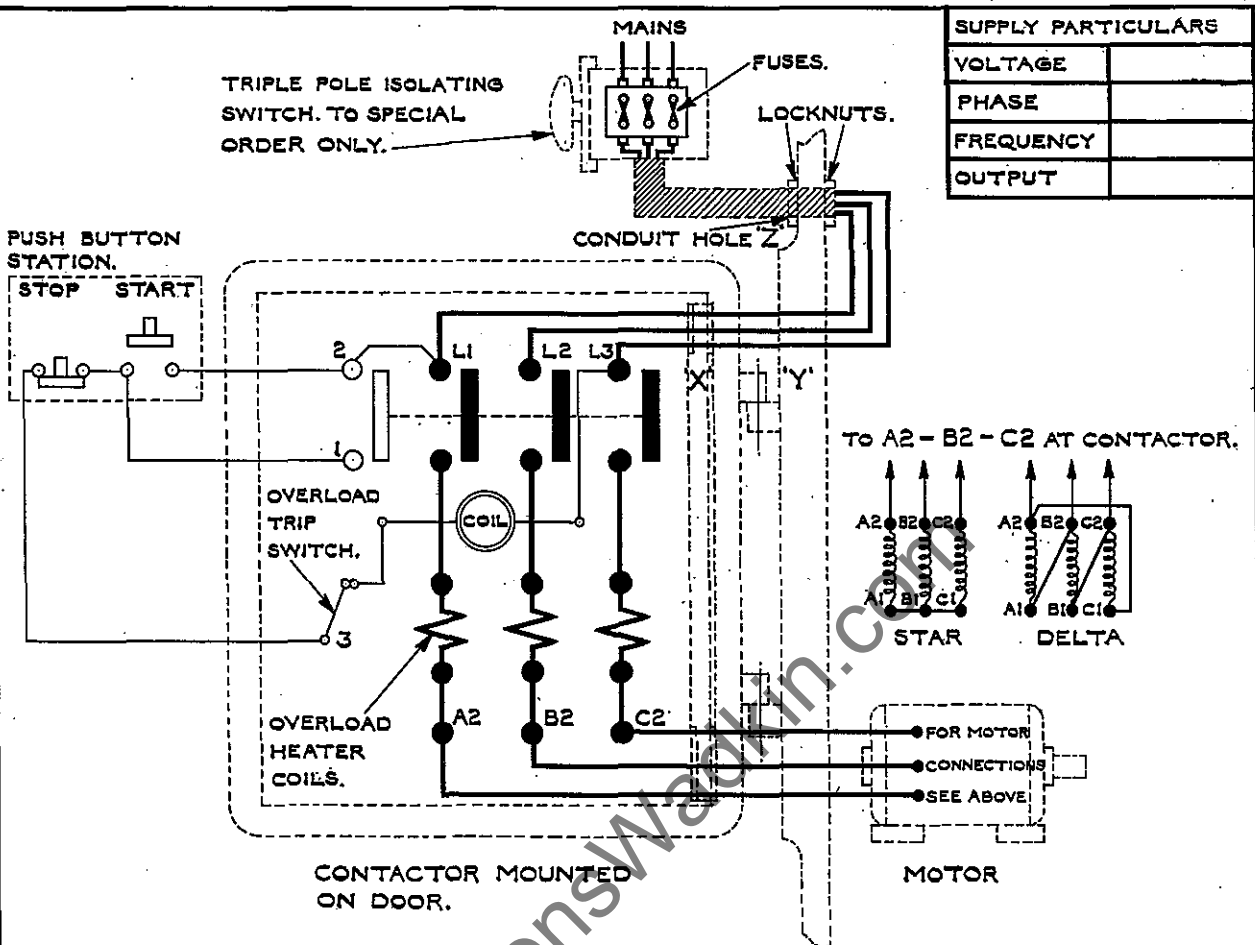 MAINS
SUPPLY PARTICULARS
VOLTAGE
PHASE
FREQUENCY
OUTPUT
TRIPLE POLE ISOLATING
SWITCH. TO SPECIAL
ORDER ONLY.
FUSES.
LOCKNUTS.
CONDUIT HOLE 'Z'
PUSH BUTTON
STATION.
STOP START
2 L1 L2 L3
'X' 'Y'
1
TO A2 - B2 - C2 AT CONTACTOR.
OVERLOAD
TRIP
SWITCH.
COIL
A2 B2 C2 A2 B2 C2
A1 B1 C1 A1 B1 C1
STAR DELTA
3
OVERLOAD
HEATER
COILS.
A2 B2 C2
FOR MOTOR
CONNECTIONS
SEE ABOVE
MOTOR
CONTACTOR MOUNTED
ON DOOR.
nsWadkin.com